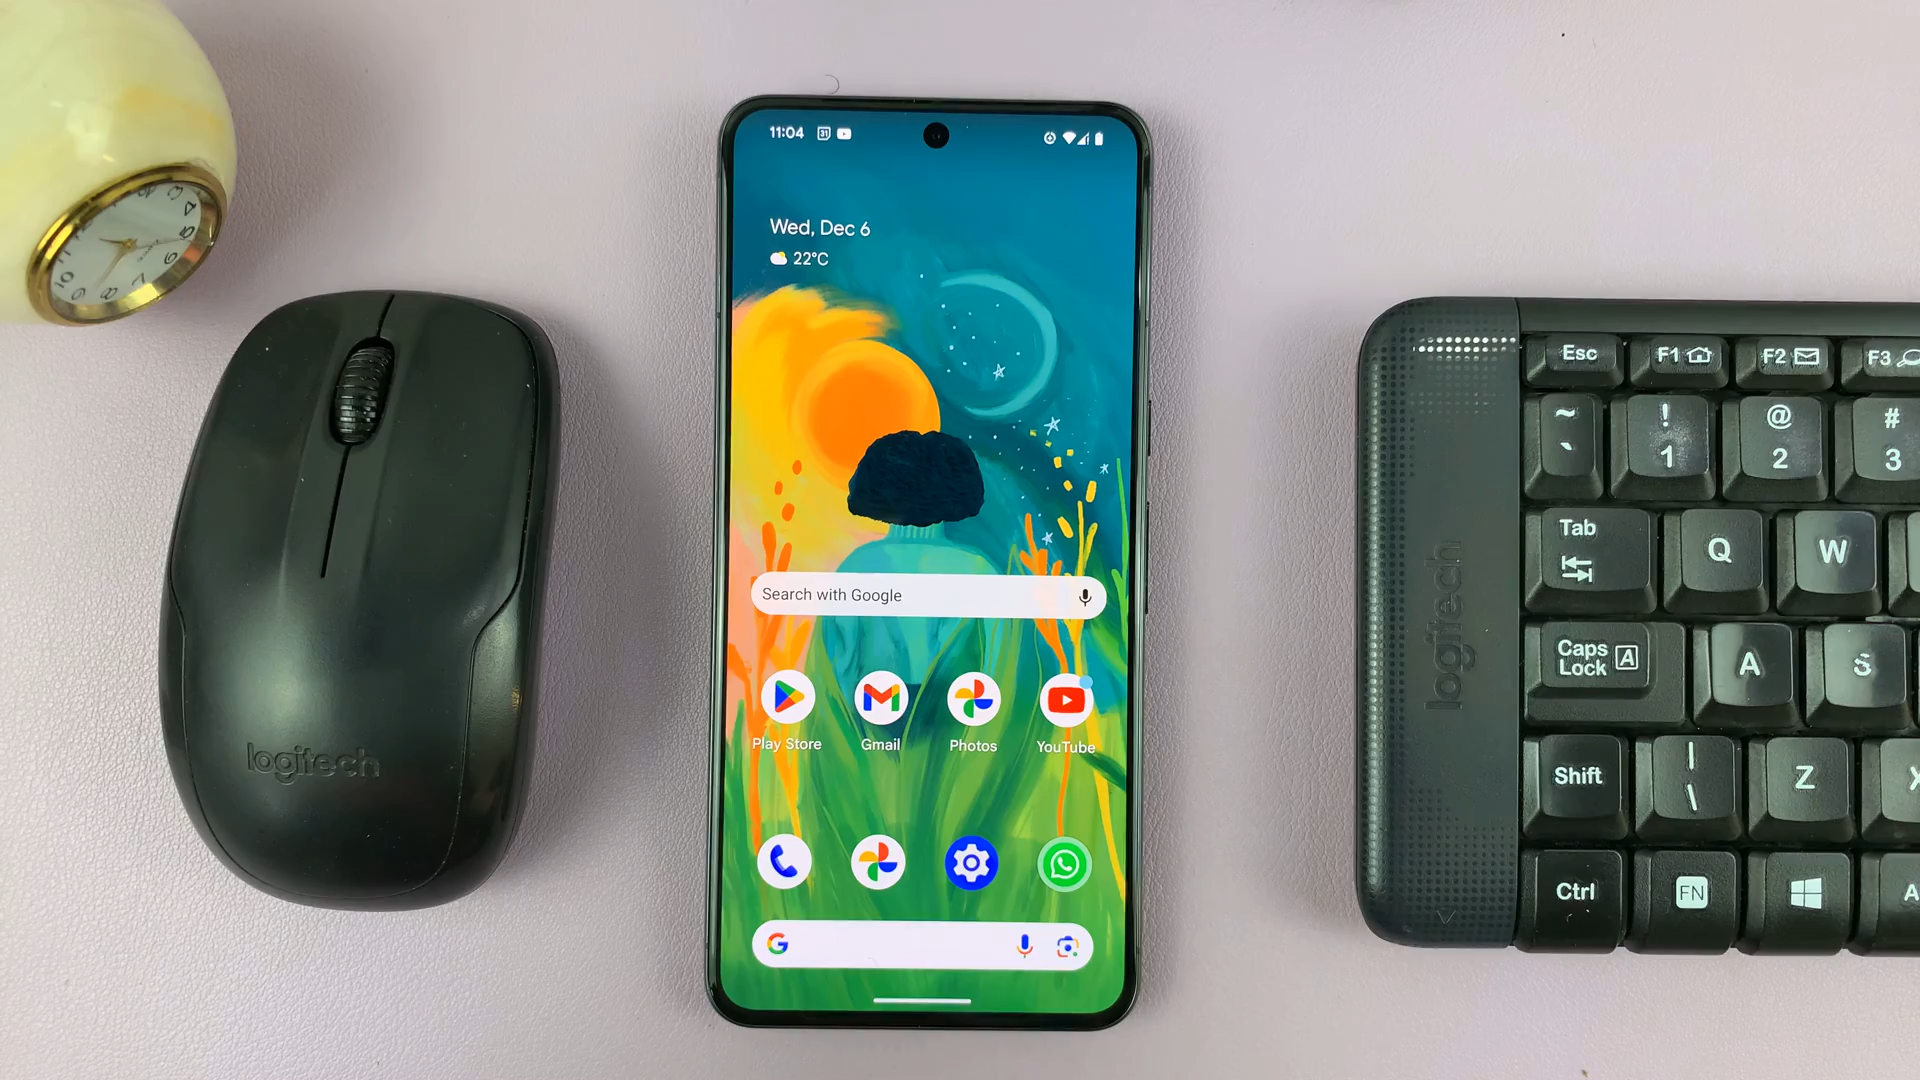 11:04
31
Wed, Dec 6
22°C
Search with Google
Play Store
Gmail
Photos
YouTube
G
logitech
logitech
Esc
F1
F2
F3
~
`
!
1
@
2
#
3
Tab
Q
W
Caps
Lock
A
A
S
Shift
|
\
Z
X
Ctrl
FN
A